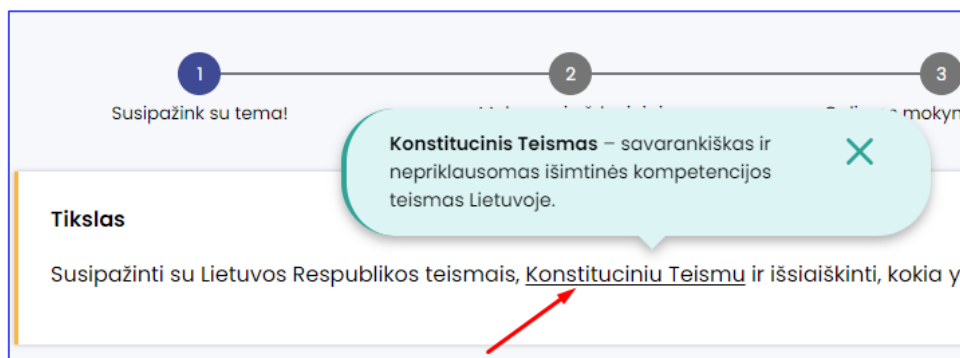 1
2
3
Susipažink su tema!
mokyn
Konstitucinis Teismas – savarankiškas ir
nepriklausomas išimtinės kompetencijos
teismas Lietuvoje.
Tikslas
Susipažinti su Lietuvos Respublikos teismais, Konstituciniu Teismu ir išsiaiškinti, kokia y